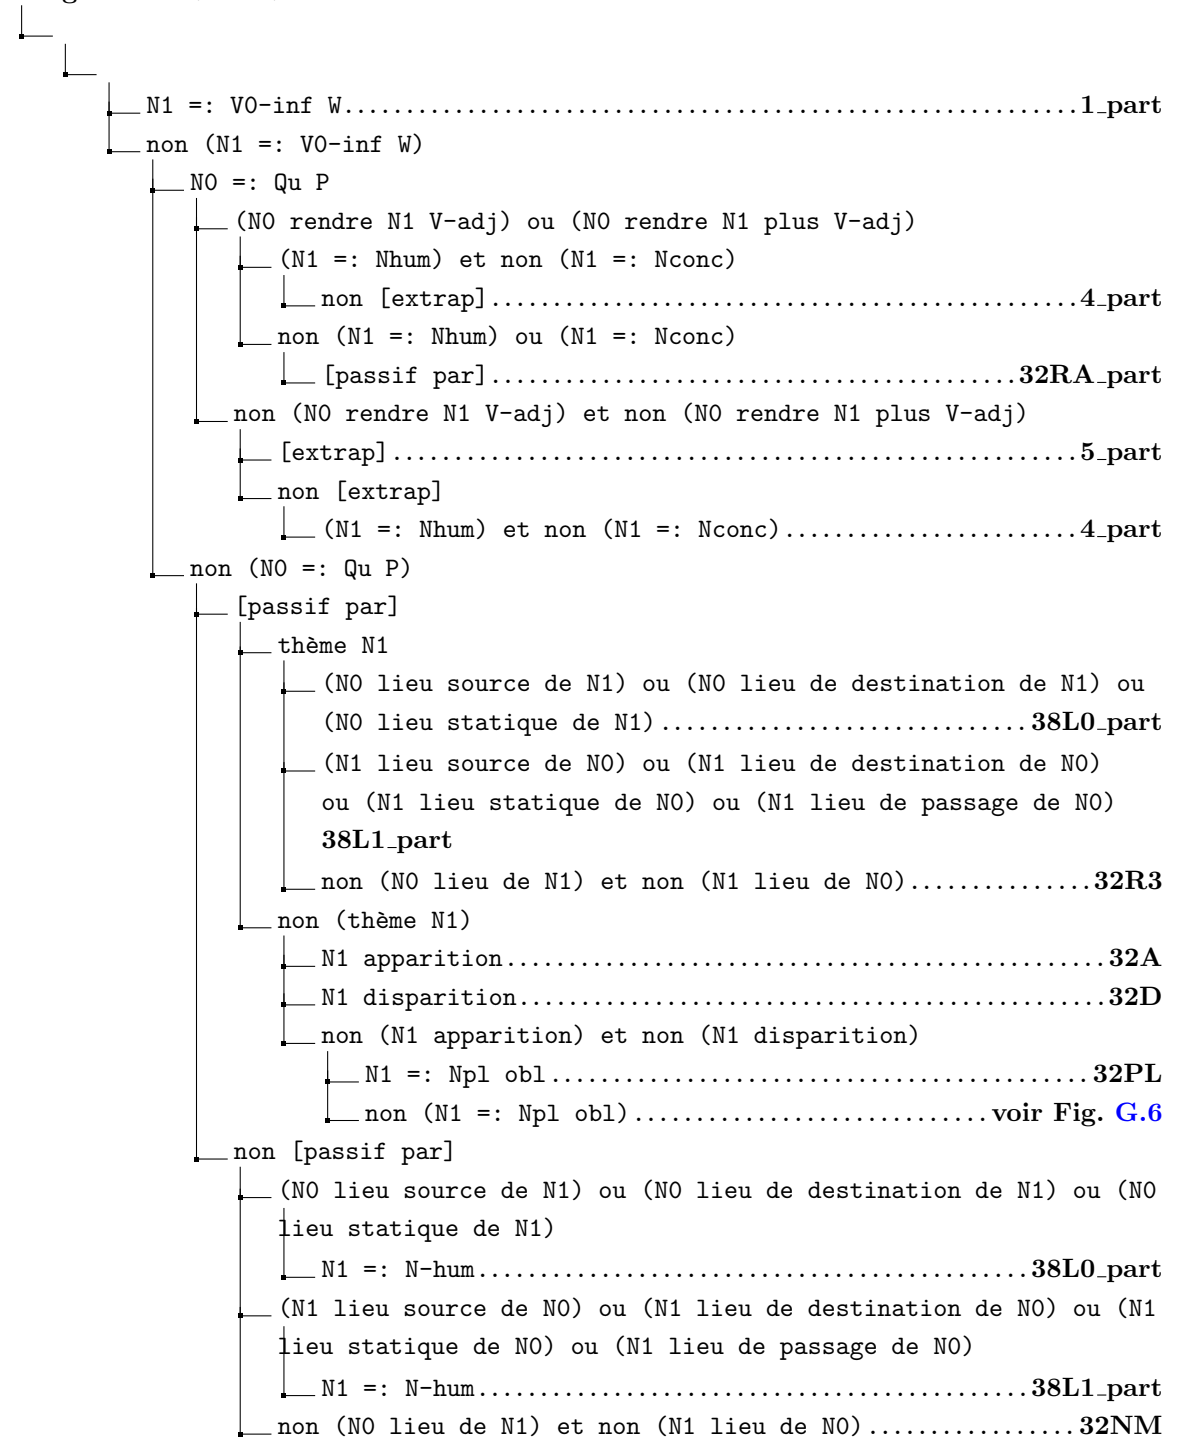 N1 =: V0-inf W..........1_part
non (N1 =: V0-inf W)
N0 =: Qu P
(N0 rendre N1 V-adj) ou (N0 rendre N1 plus V-adj)
(N1 =: Nhum) et non (N1 =: Nconc)
non [extrap]..........4_part
non (N1 =: Nhum) ou (N1 =: Nconc)
[passif par]..........32RA_part
non (N0 rendre N1 V-adj) et non (N0 rendre N1 plus V-adj)
[extrap]..........5_part
non [extrap]
(N1 =: Nhum) et non (N1 =: Nconc)..........4_part
non (N0 =: Qu P)
[passif par]
thème N1
(N0 lieu source de N1) ou (N0 lieu de destination de N1) ou
(N0 lieu statique de N1)..........38L0_part
(N1 lieu source de N0) ou (N1 lieu de destination de N0)
ou (N1 lieu statique de N0) ou (N1 lieu de passage de N0)
38L1_part
non (N0 lieu de N1) et non (N1 lieu de N0)..........32R3
non (thème N1)
N1 apparition..........32A
N1 disparition..........32D
non (N1 apparition) et non (N1 disparition)
N1 =: Npl obl..........32PL
non (N1 =: Npl obl)..........voir Fig. G.6
non [passif par]
(N0 lieu source de N1) ou (N0 lieu de destination de N1) ou (N0
lieu statique de N1)
N1 =: N-hum..........38L0_part
(N1 lieu source de N0) ou (N1 lieu de destination de N0) ou (N1
lieu statique de N0) ou (N1 lieu de passage de N0)
N1 =: N-hum..........38L1_part
non (N0 lieu de N1) et non (N1 lieu de N0)..........32NM